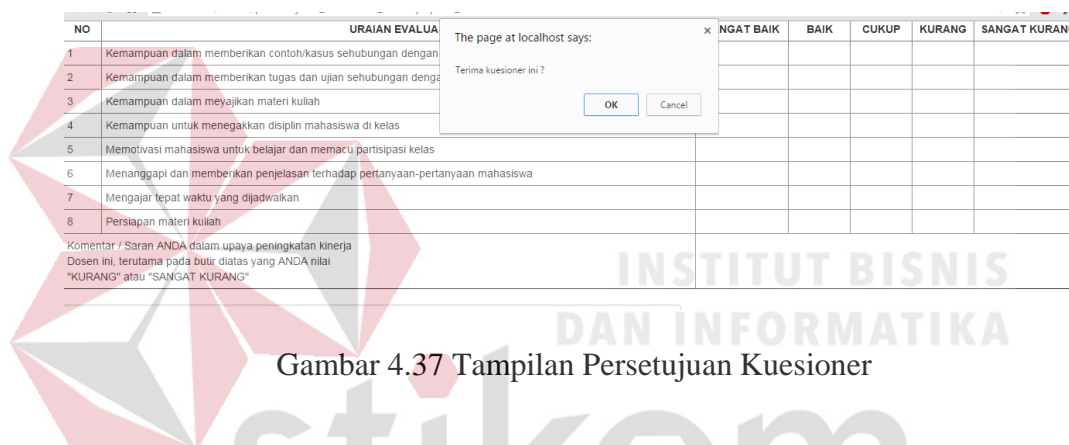 NO URAIAN EVALUA NGAT BAIK BAIK CUKUP KURANG SANGAT KURAN
The page at localhost says: ×
Terima kuesioner ini ?
OK Cancel
1 Kemampuan dalam memberikan contoh/kasus sehubungan dengan
2 Kemampuan dalam memberikan tugas dan ujian sehubungan denga
3 Kemampuan dalam meyajikan materi kuliah
4 Kemampuan untuk menegakkan disiplin mahasiswa di kelas
5 Memotivasi mahasiswa untuk belajar dan memacu partisipasi kelas
6 Menanggapi dan memberikan penjelasan terhadap pertanyaan-pertanyaan mahasiswa
7 Mengajar tepat waktu yang dijadwalkan
8 Persiapan materi kuliah
Komentar / Saran ANDA dalam upaya peningkatan kinerja
Dosen ini, terutama pada butir diatas yang ANDA nilai
"KURANG" atau "SANGAT KURANG"
INSTITUT BISNIS
DAN INFORMATIKA
Gambar 4.37 Tampilan Persetujuan Kuesioner
stikom